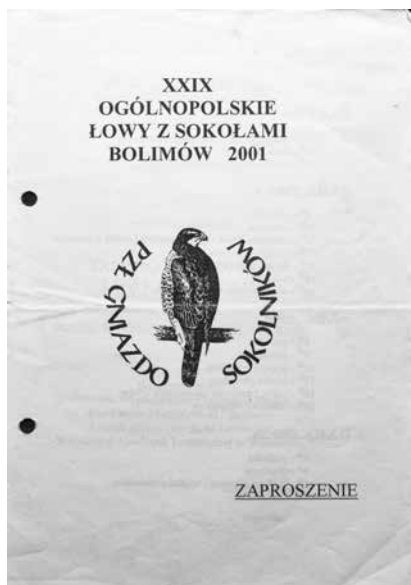 XXIX
OGÓLNOPOLSKIE
ŁOWY Z SOKOŁAMI
BOLIMÓW 2001
PZŁ GNIAZDO
SOKOLNIKÓW
ZAPROSZENIE